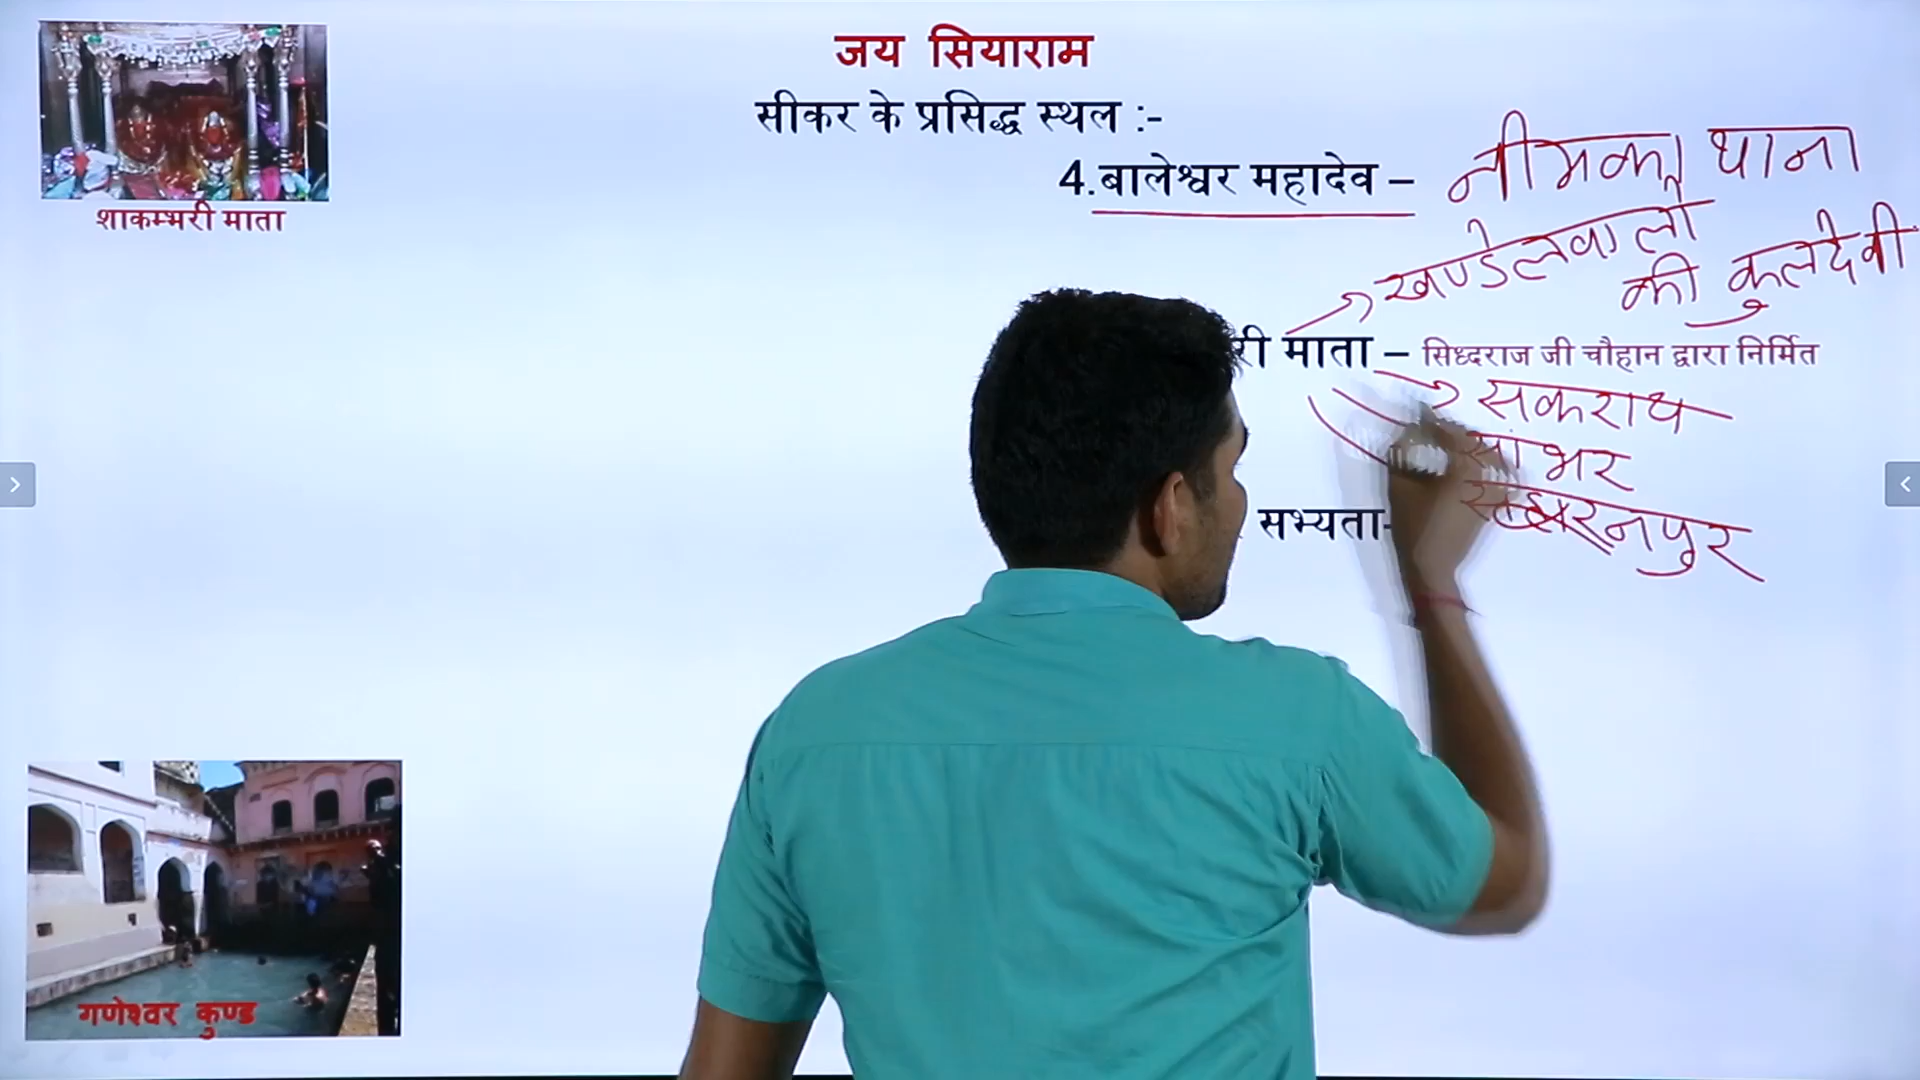 जय सियाराम
सीकर के प्रसिद्ध स्थल :-
शाकम्भरी माता
4.बालेश्वर महादेव – नीमका थाना
खण्डेलवालो
की कुलदेवी
री माता – सिध्दराज जी चौहान द्वारा निर्मित
सकराय
सांभर
सभ्यता-
सहारनपुर
गणेश्वर कुण्ड